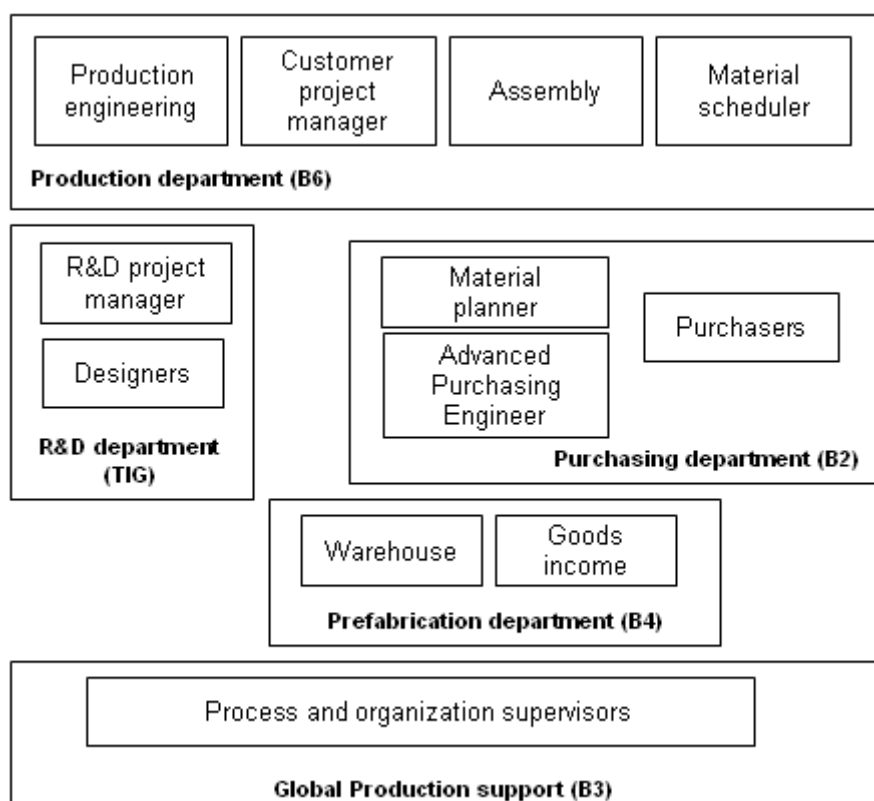 Production
engineering
Customer
project
manager
Assembly
Material
scheduler
Production department (B6)
R&D project
manager
Designers
R&D department
(TIG)
Material
planner
Advanced
Purchasing
Engineer
Purchasers
Purchasing department (B2)
Warehouse
Goods
income
Prefabrication department (B4)
Process and organization supervisors
Global Production support (B3)